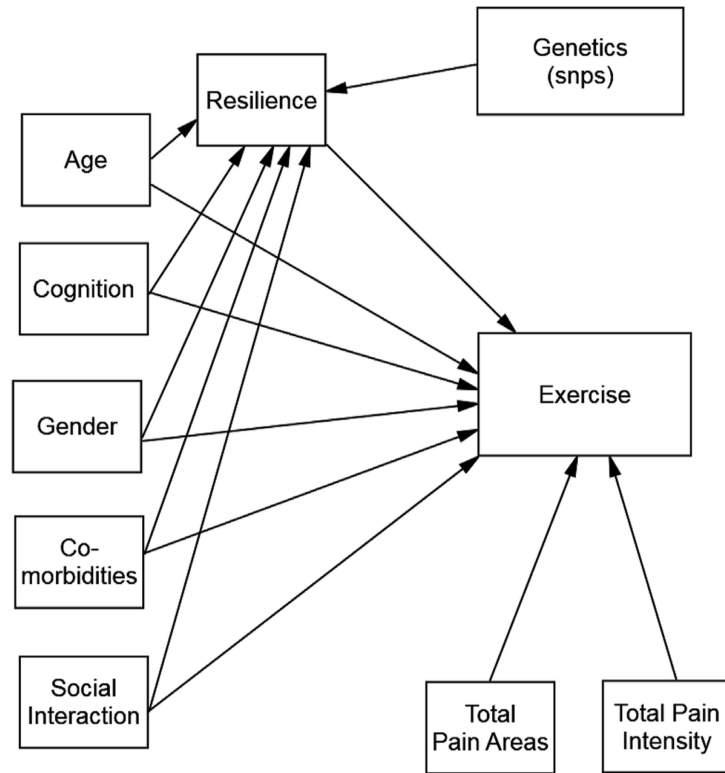 Genetics
(snps)
Resilience
Age
Cognition
Exercise
Gender
Co-
morbidities
Social
Interaction
Total
Pain Areas
Total Pain
Intensity